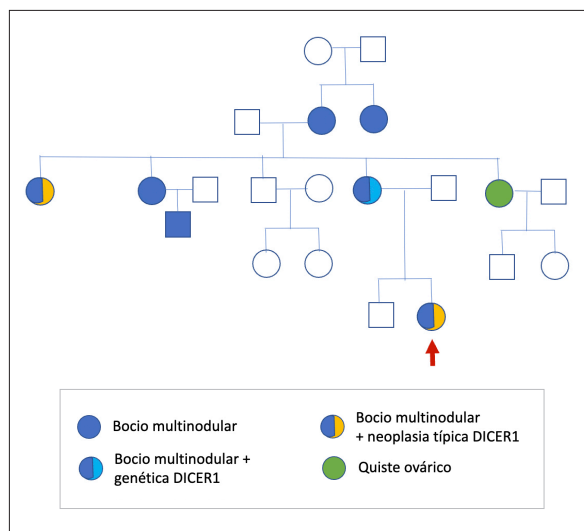 Bocio multinodular
Bocio multinodular +
genética DICER1
Bocio multinodular
+ neoplasia típica DICER1
Quiste ovárico